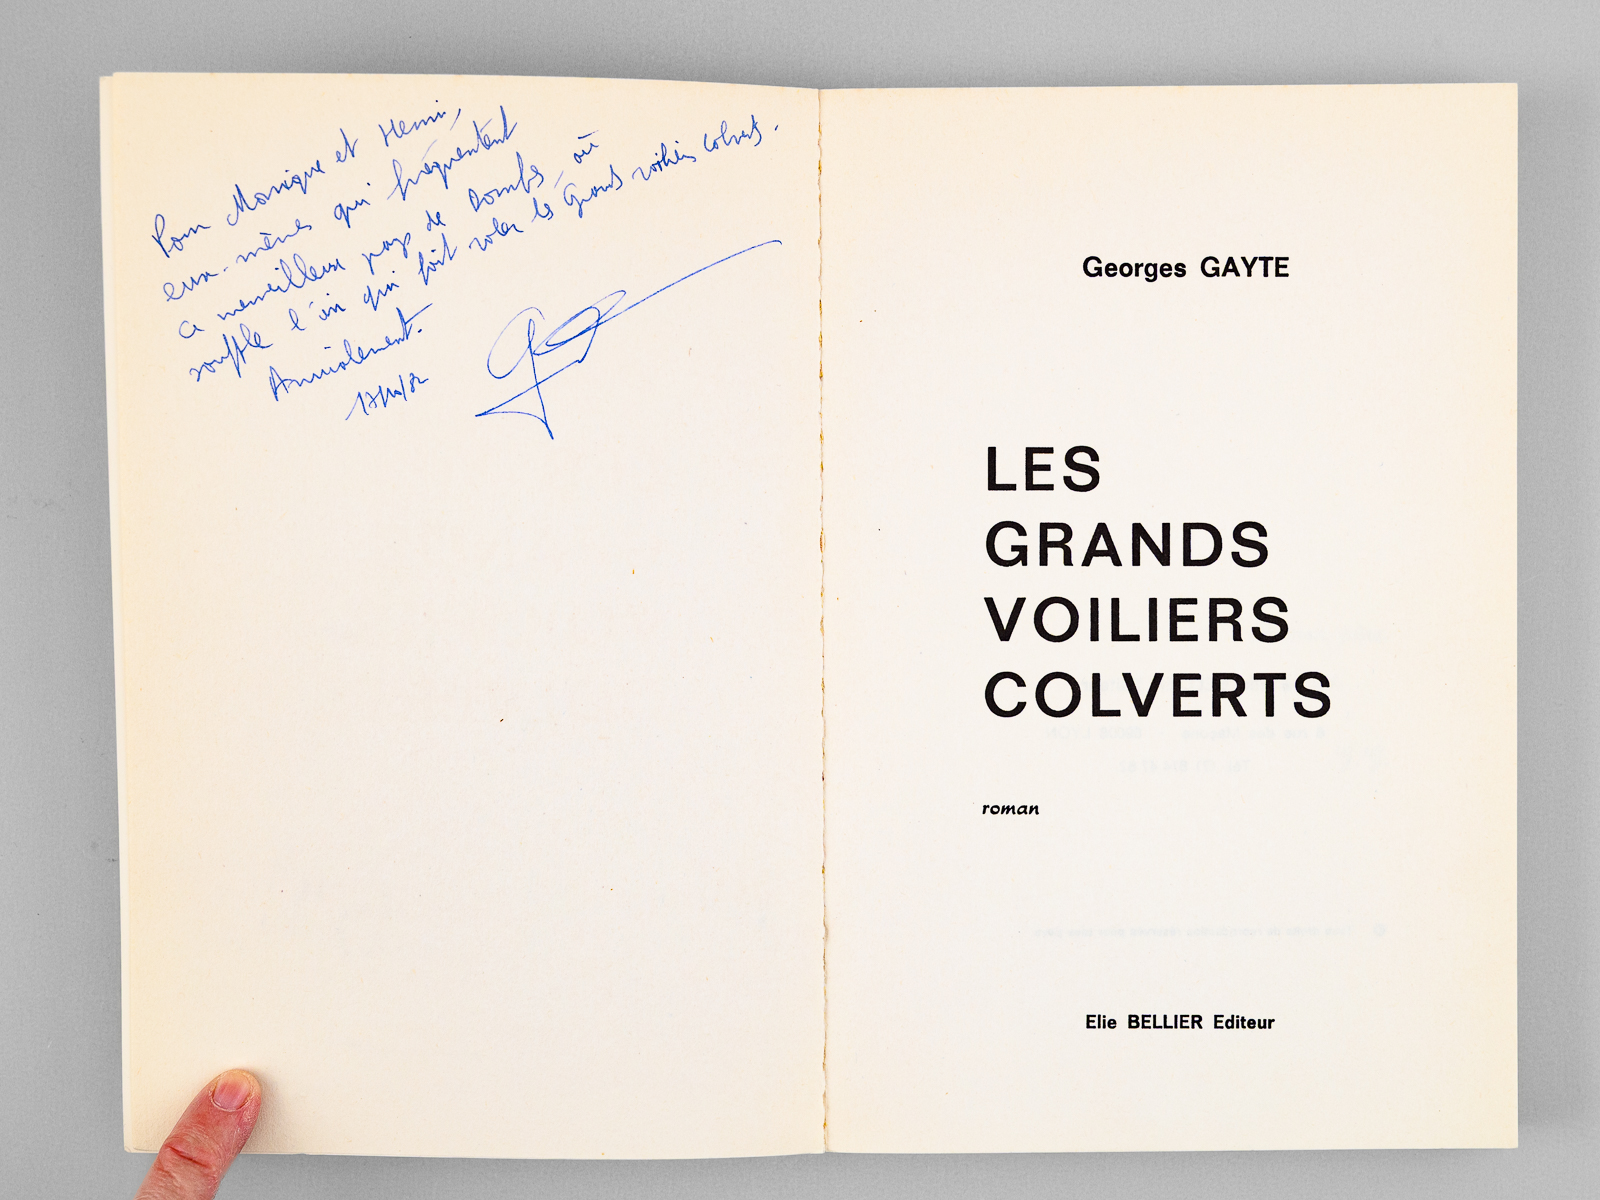 Pour Monique et Henri,
eux-mêmes qui fréquentent
ce merveilleux pays de Dombes, où
souffle l'air qui fait voler les Grands voiliers colverts.
Amicalement.
17/10/82
Georges GAYTE
LES
GRANDS
VOILIERS
COLVERTS
roman
Elie BELLIER Editeur